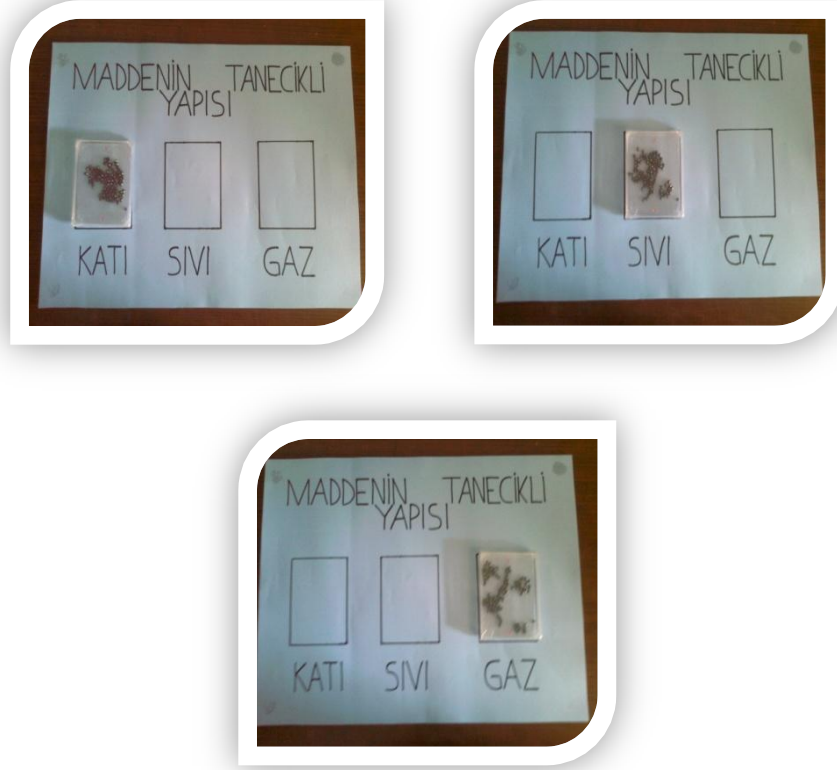 MADDENİN TANECİKLİ
YAPISI
KATI SIVI GAZ
MADDENİN TANECİKLİ
YAPISI
KATI SIVI GAZ
MADDENİN TANECİKLİ
YAPISI
KATI SIVI GAZ